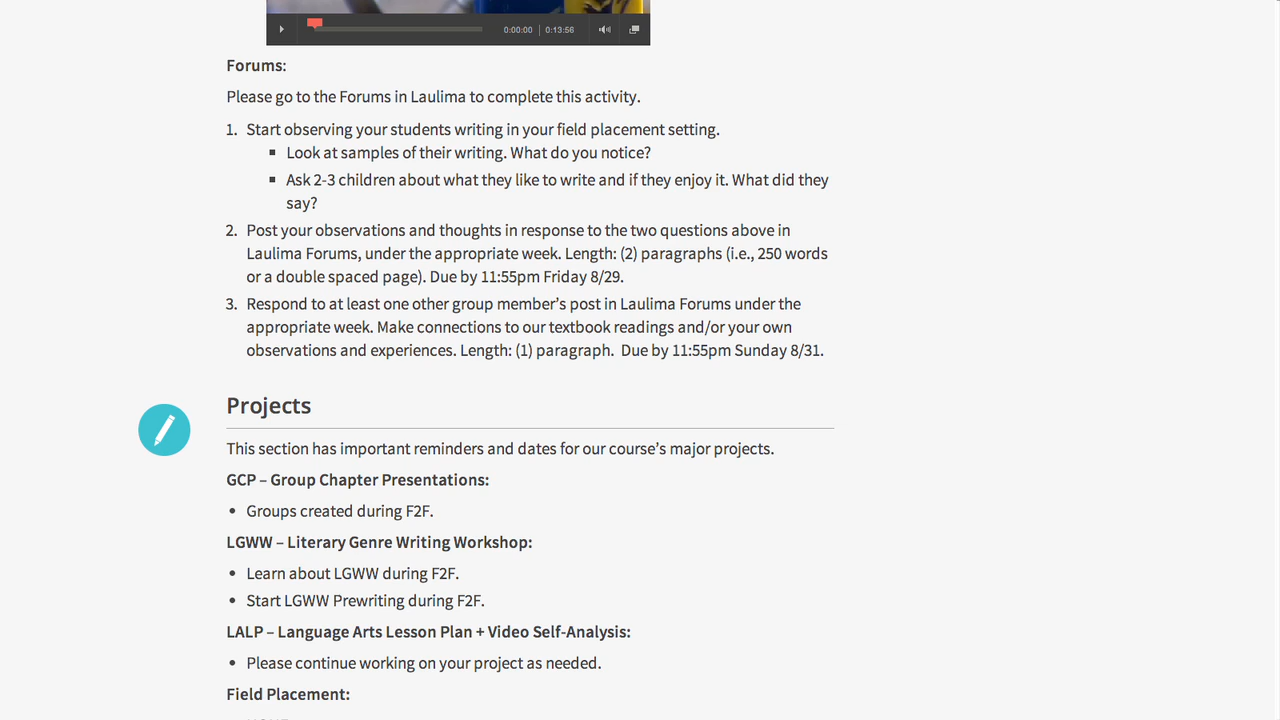 0:00:00 0:13:56
Forums:
Please go to the Forums in Laulima to complete this activity.
1. Start observing your students writing in your field placement setting.
▪ Look at samples of their writing. What do you notice?
▪ Ask 2-3 children about what they like to write and if they enjoy it. What did they
say?
2. Post your observations and thoughts in response to the two questions above in
Laulima Forums, under the appropriate week. Length: (2) paragraphs (i.e., 250 words
or a double spaced page). Due by 11:55pm Friday 8/29.
3. Respond to at least one other group member’s post in Laulima Forums under the
appropriate week. Make connections to our textbook readings and/or your own
observations and experiences. Length: (1) paragraph.  Due by 11:55pm Sunday 8/31.
Projects
This section has important reminders and dates for our course’s major projects.
GCP – Group Chapter Presentations:
• Groups created during F2F.
LGWW – Literary Genre Writing Workshop:
• Learn about LGWW during F2F.
• Start LGWW Prewriting during F2F.
LALP – Language Arts Lesson Plan + Video Self-Analysis:
• Please continue working on your project as needed.
Field Placement: